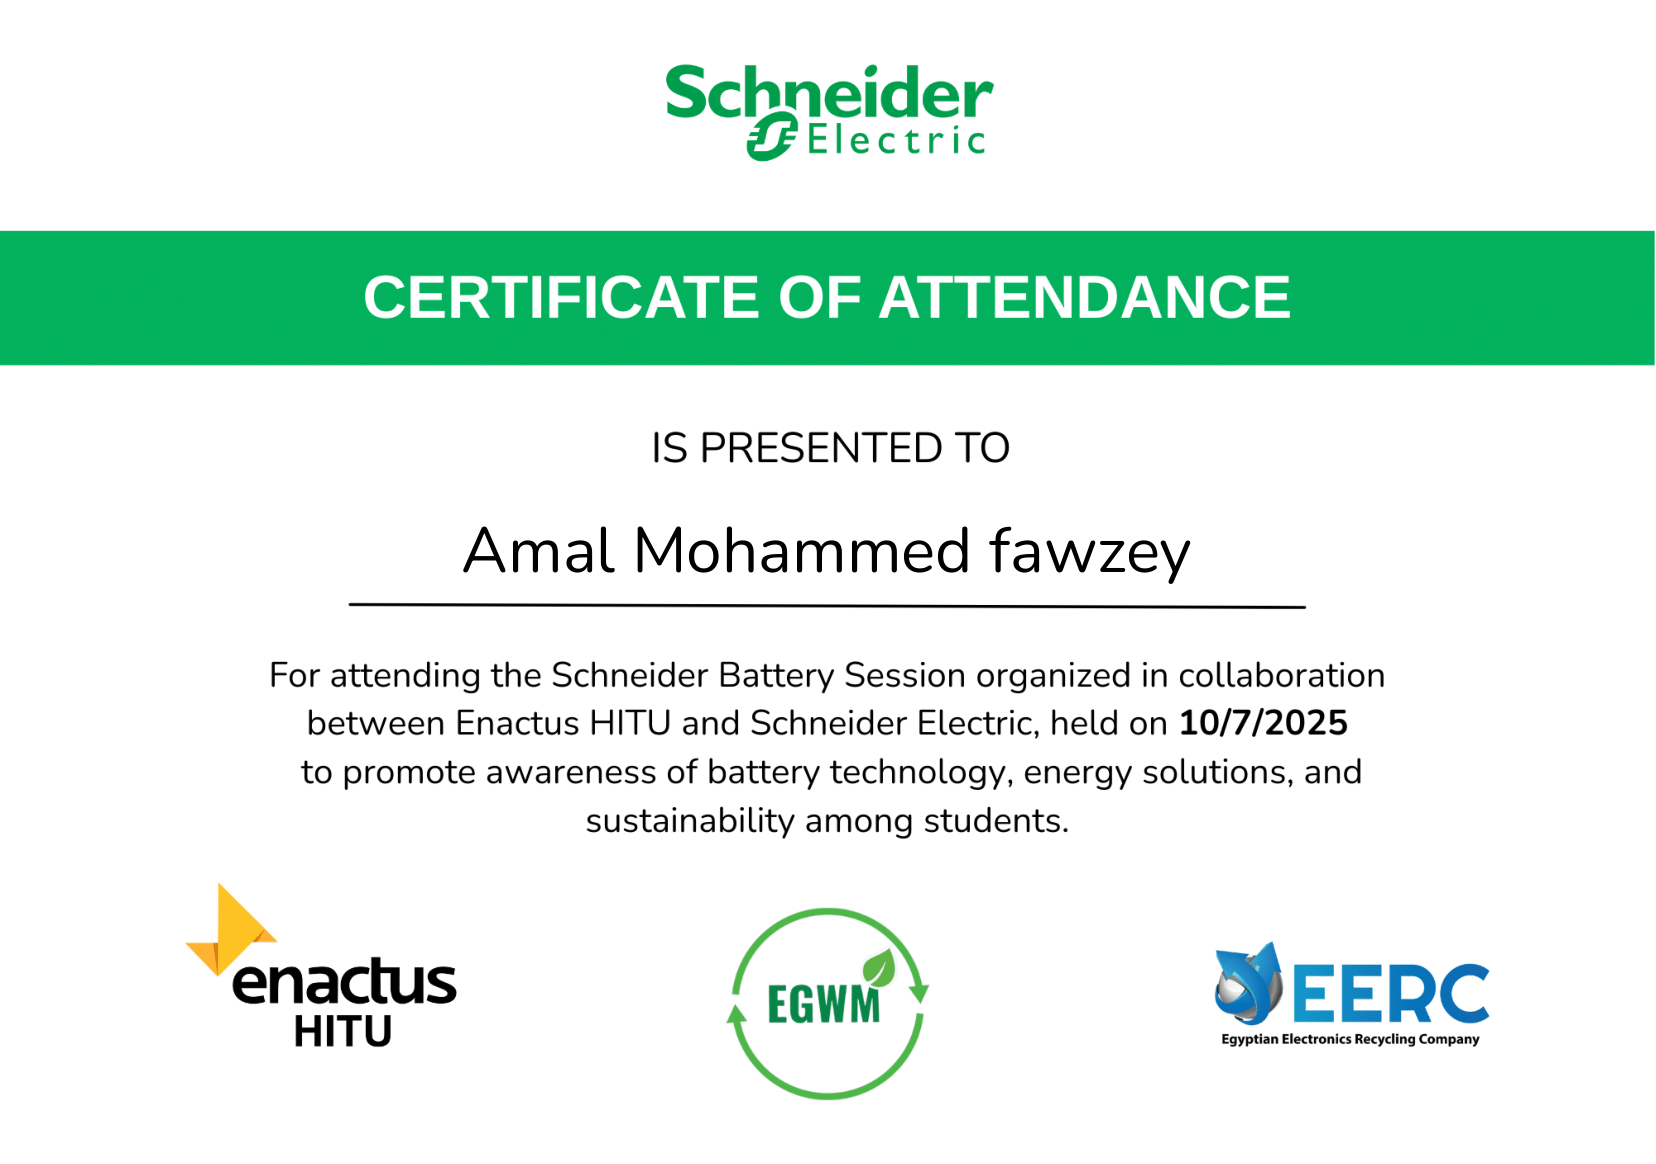 Schneider
Electric
CERTIFICATE OF ATTENDANCE
IS PRESENTED TO
Amal Mohammed fawzey
For attending the Schneider Battery Session organized in collaboration
between Enactus HITU and Schneider Electric, held on 10/7/2025
to promote awareness of battery technology, energy solutions, and
sustainability among students.
enactus
HITU
EGWM
EERC
Egyptian Electronics Recycling Company